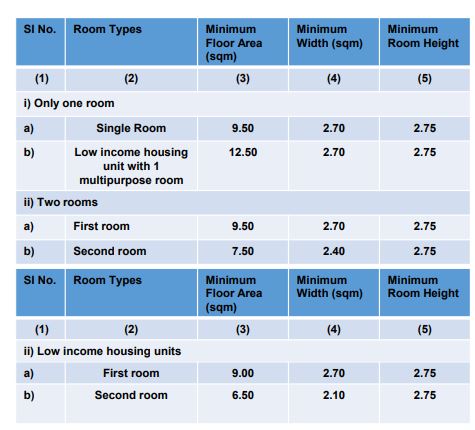 SI No. Room Types Minimum Floor Area (sqm) Minimum Width (sqm) Minimum Room Height
(1) (2) (3) (4) (5)
i) Only one room
a) Single Room 9.50 2.70 2.75
b) Low income housing unit with 1 multipurpose room 12.50 2.70 2.75
ii) Two rooms
a) First room 9.50 2.70 2.75
b) Second room 7.50 2.40 2.75
SI No. Room Types Minimum Floor Area (sqm) Minimum Width (sqm) Minimum Room Height
(1) (2) (3) (4) (5)
ii) Low income housing units
a) First room 9.00 2.70 2.75
b) Second room 6.50 2.10 2.75